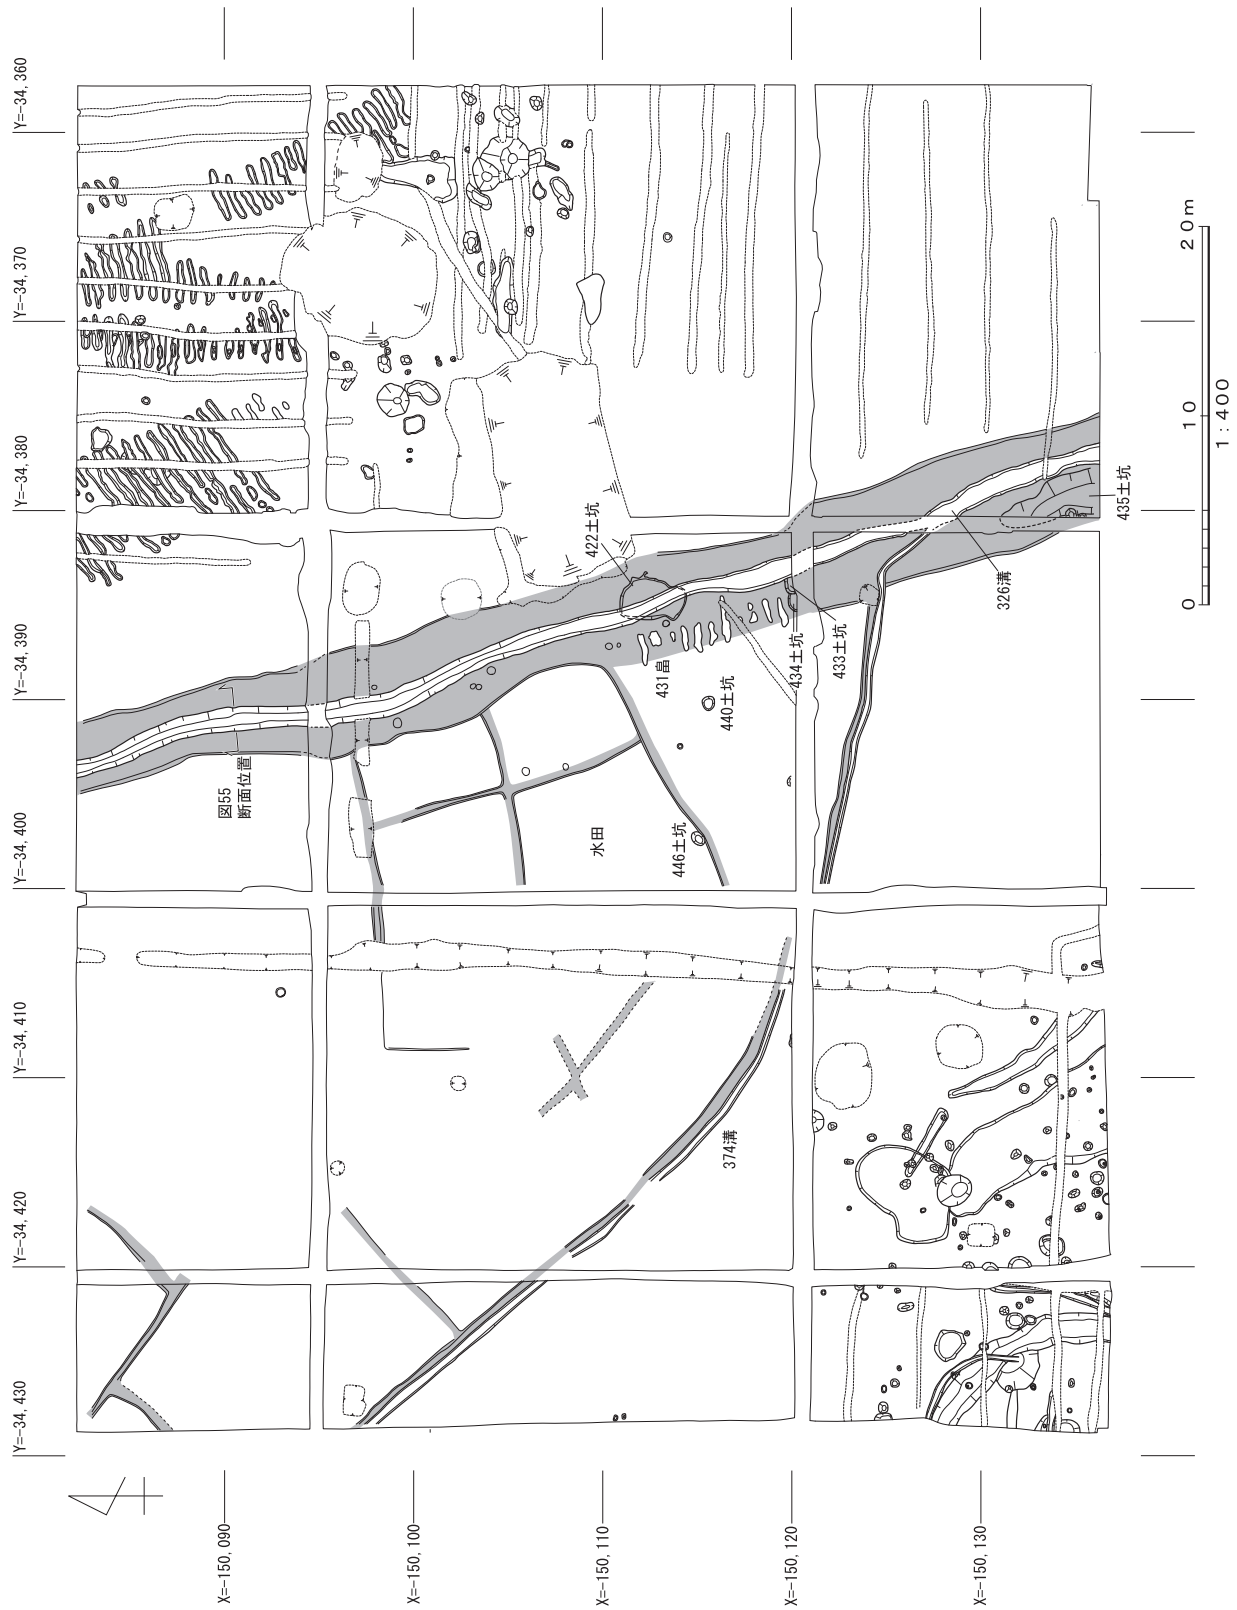 Y=-34, 360
Y=-34, 370
Y=-34, 380
Y=-34, 390
Y=-34, 400
Y=-34, 410
Y=-34, 420
Y=-34, 430
X=-150, 090
X=-150, 100
X=-150, 110
X=-150, 120
X=-150, 130
図55
断面位置
水田
422土坑
431畠
434土坑
433土坑
440土坑
446土坑
326溝
435土坑
374溝
0
10
20m
1:400